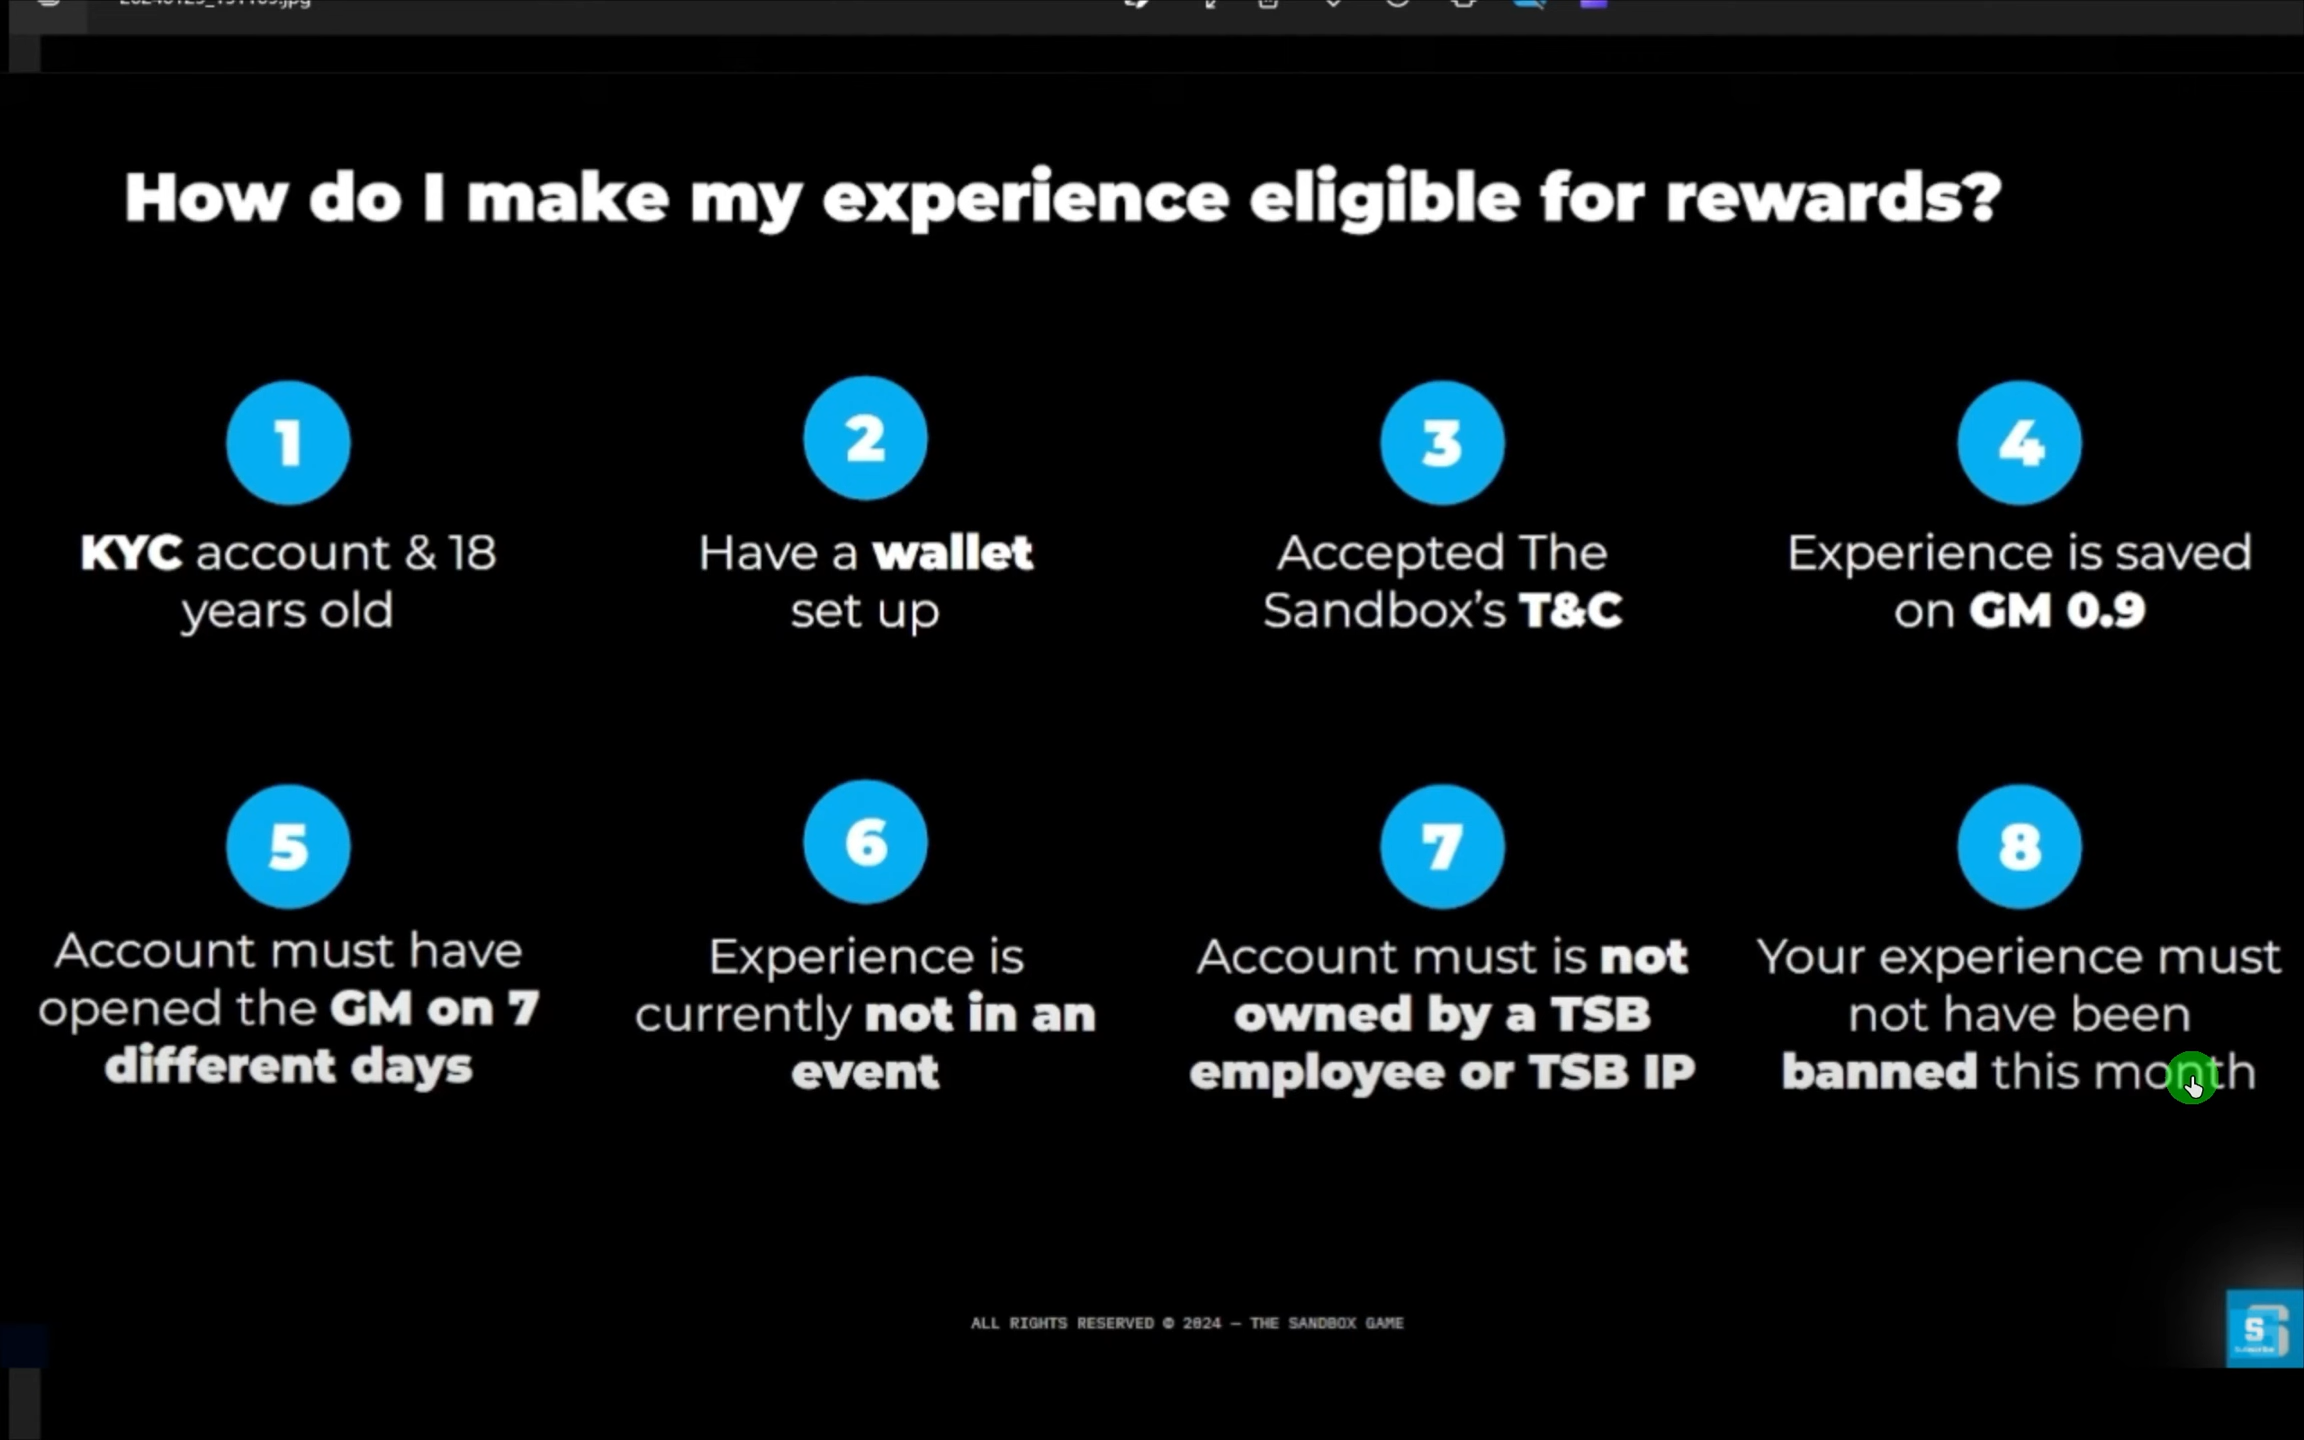 How do I make my experience eligible for rewards?
1
KYC account & 18
years old
2
Have a wallet
set up
3
Accepted The
Sandbox’s T&C
4
Experience is saved
on GM 0.9
5
Account must have
opened the GM on 7
different days
6
Experience is
currently not in an
event
7
Account must is not
owned by a TSB
employee or TSB IP
8
Your experience must
not have been
banned this month
ALL RIGHTS RESERVED © 2024 — THE SANDBOX GAME
S